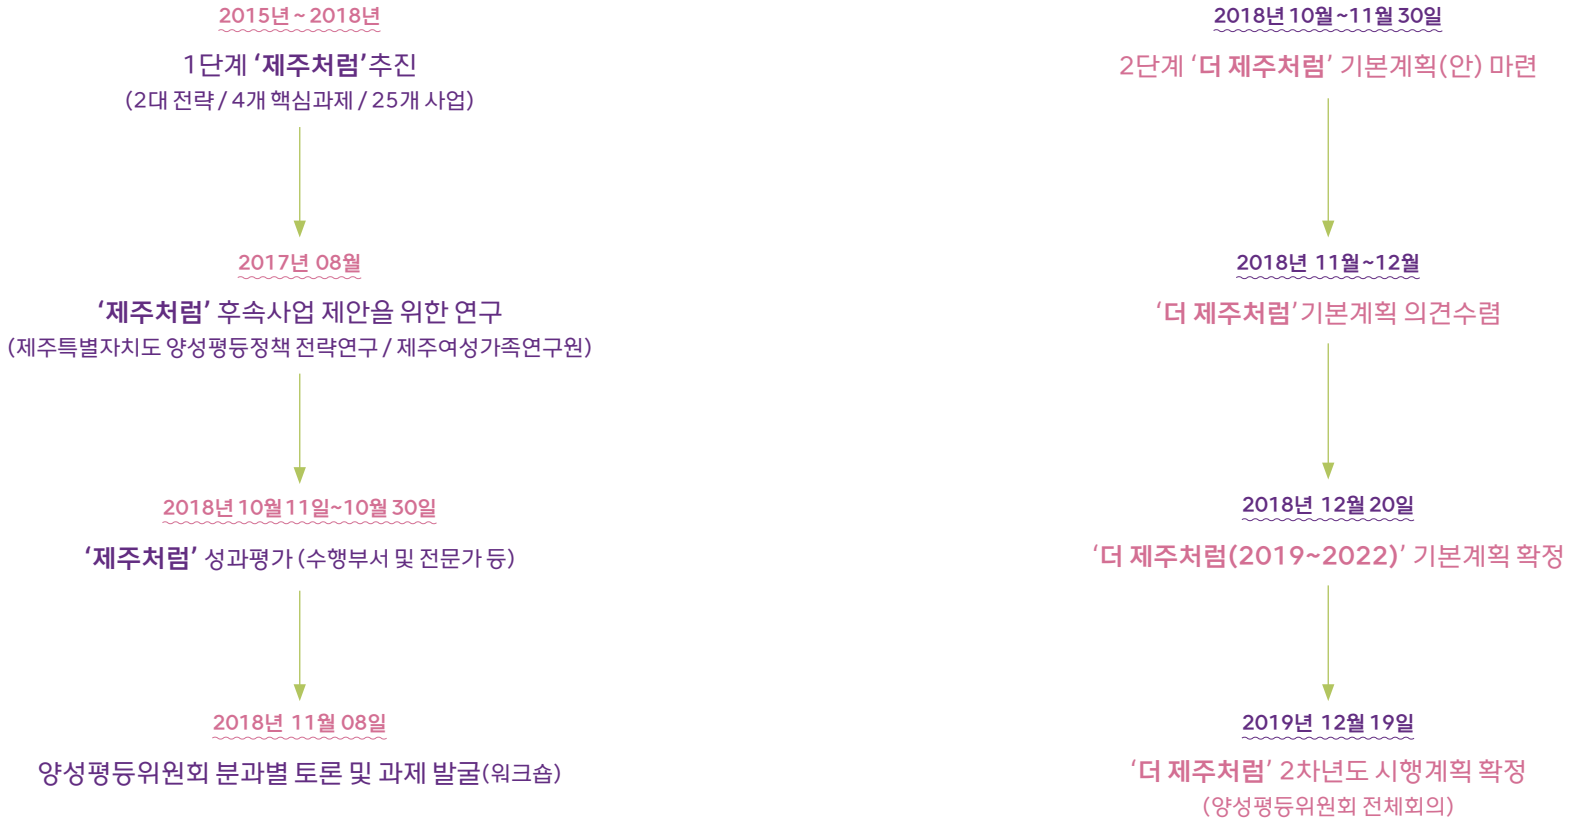 2015년~2018년
1단계 ‘제주처럼’추진
(2대 전략 / 4개 핵심과제 / 25개 사업)
2017년 08월
‘제주처럼’ 후속사업 제안을 위한 연구
(제주특별자치도 양성평등정책 전략연구 / 제주여성가족연구원)
2018년 10월 11일~10월 30일
‘제주처럼’ 성과평가 (수행부서 및 전문가 등)
2018년 11월 08일
양성평등위원회 분과별 토론 및 과제 발굴(워크숍)
2018년 10월~11월 30일
2단계 ‘더 제주처럼’ 기본계획(안) 마련
2018년 11월~12월
‘더 제주처럼’기본계획 의견수렴
2018년 12월 20일
‘더 제주처럼(2019~2022)’ 기본계획 확정
2019년 12월 19일
‘더 제주처럼’ 2차년도 시행계획 확정
(양성평등위원회 전체회의)